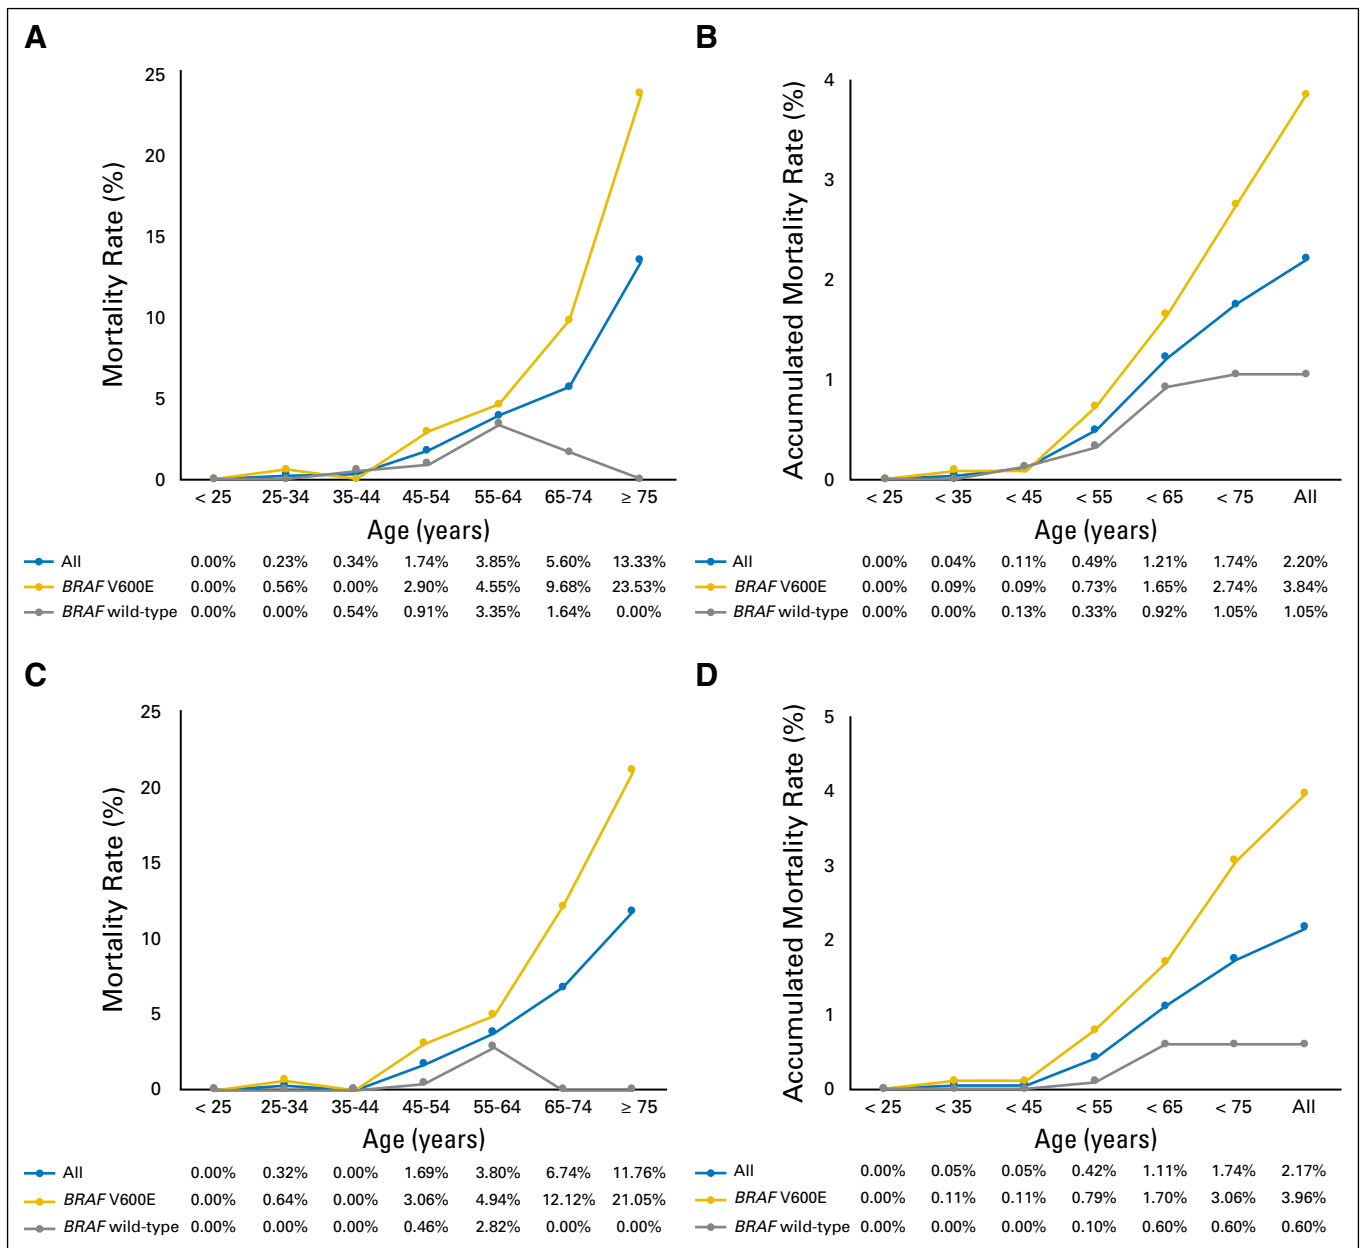 A
Mortality Rate (%)
25
20
15
10
5
0
< 25 25-34 35-44 45-54 55-64 65-74 ≥ 75
Age (years)
All 0.00% 0.23% 0.34% 1.74% 3.85% 5.60% 13.33%
BRAF V600E 0.00% 0.56% 0.00% 2.90% 4.55% 9.68% 23.53%
BRAF wild-type 0.00% 0.00% 0.54% 0.91% 3.35% 1.64% 0.00%
B
Accumulated Mortality Rate (%)
4
3
2
1
0
< 25 < 35 < 45 < 55 < 65 < 75 All
Age (years)
All 0.00% 0.04% 0.11% 0.49% 1.21% 1.74% 2.20%
BRAF V600E 0.00% 0.09% 0.09% 0.73% 1.65% 2.74% 3.84%
BRAF wild-type 0.00% 0.00% 0.13% 0.33% 0.92% 1.05% 1.05%
C
Mortality Rate (%)
25
20
15
10
5
0
< 25 25-34 35-44 45-54 55-64 65-74 ≥ 75
Age (years)
All 0.00% 0.32% 0.00% 1.69% 3.80% 6.74% 11.76%
BRAF V600E 0.00% 0.64% 0.00% 3.06% 4.94% 12.12% 21.05%
BRAF wild-type 0.00% 0.00% 0.00% 0.46% 2.82% 0.00% 0.00%
D
Accumulated Mortality Rate (%)
5
4
3
2
1
0
< 25 < 35 < 45 < 55 < 65 < 75 All
Age (years)
All 0.00% 0.05% 0.05% 0.42% 1.11% 1.74% 2.17%
BRAF V600E 0.00% 0.11% 0.11% 0.79% 1.70% 3.06% 3.96%
BRAF wild-type 0.00% 0.00% 0.00% 0.10% 0.60% 0.60% 0.60%